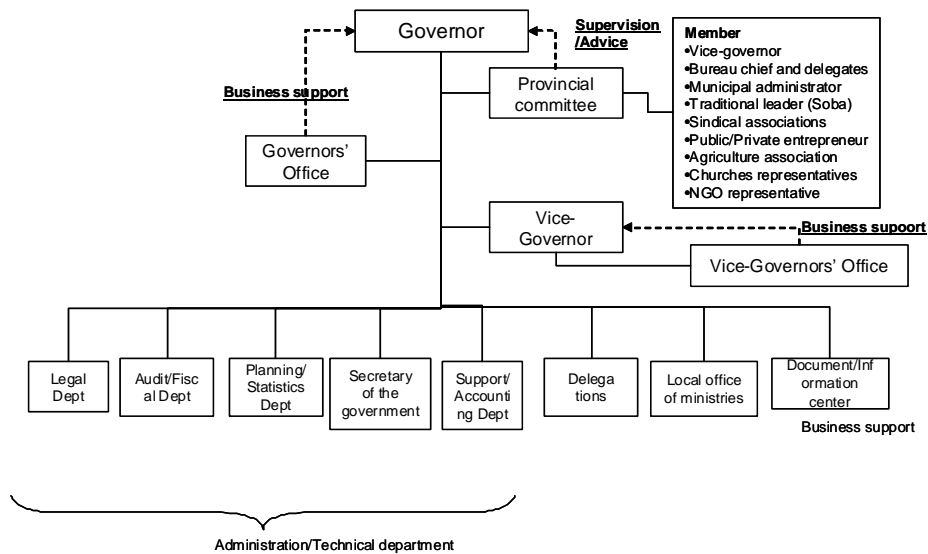 Governor
Supervision
/Advice
Member
•Vice-governor
•Bureau chief and delegates
•Municipal administrator
•Traditional leader (Soba)
•Sindical associations
•Public/Private entrepreneur
•Agriculture association
•Churches representatives
•NGO representative
Provincial
committee
Business support
Governors’
Office
Vice-
Governor
Business supoort
Vice-Governors’ Office
Legal
Dept
Audit/Fisc
al Dept
Planning/
Statistics
Dept
Secretary
of the
government
Support/
Accounti
ng Dept
Delega
tions
Local office
of ministries
Document/Inf
ormation
center
Business support
Administration/Technical department